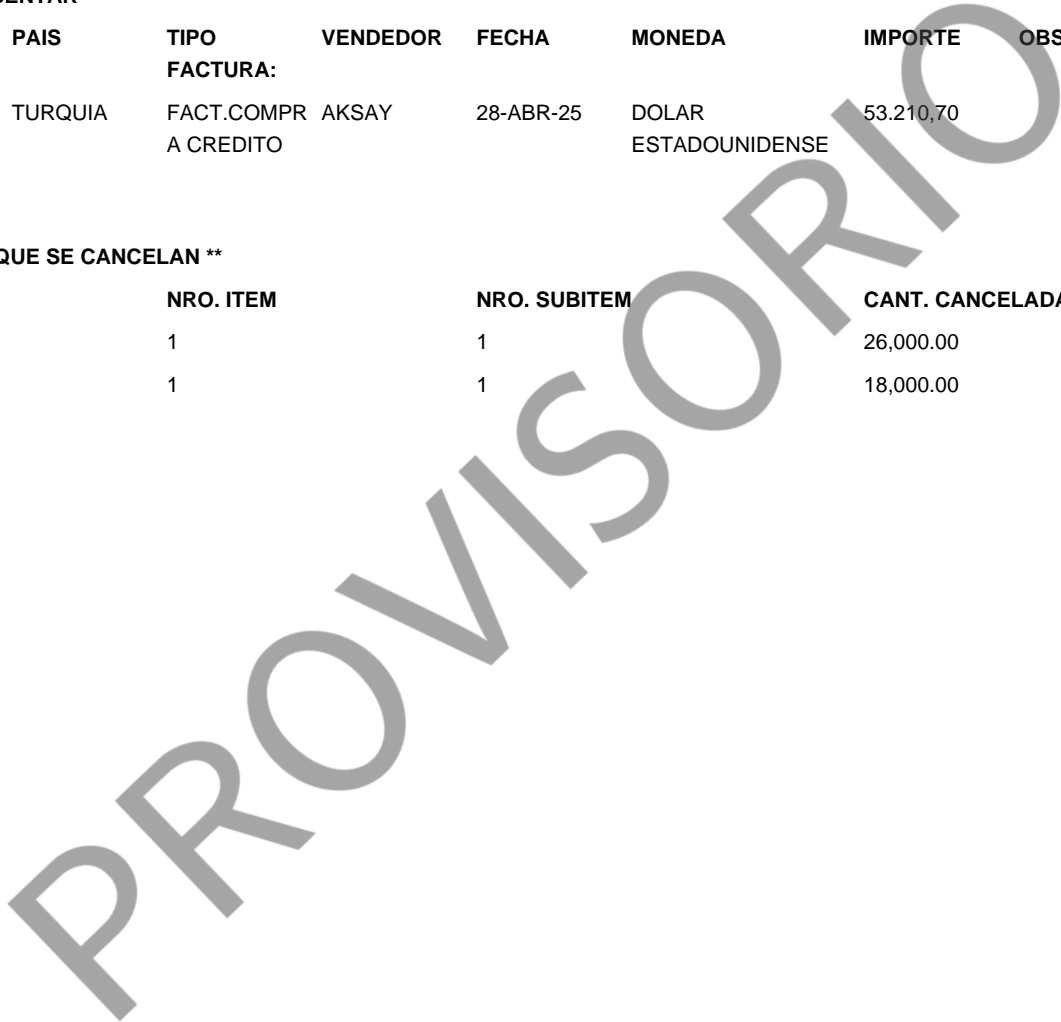 PAIS TIPO VENDEDOR FECHA MONEDA IMPORTE OBS
FACTURA:
TURQUIA FACT.COMPR AKSAY 28-ABR-25 DOLAR 53.210,70
A CREDITO ESTADOUNIDENSE
QUE SE CANCELAN **
NRO. ITEM NRO. SUBITEM CANT. CANCELADA
1 1 26,000.00
1 1 18,000.00
PROVISORIO